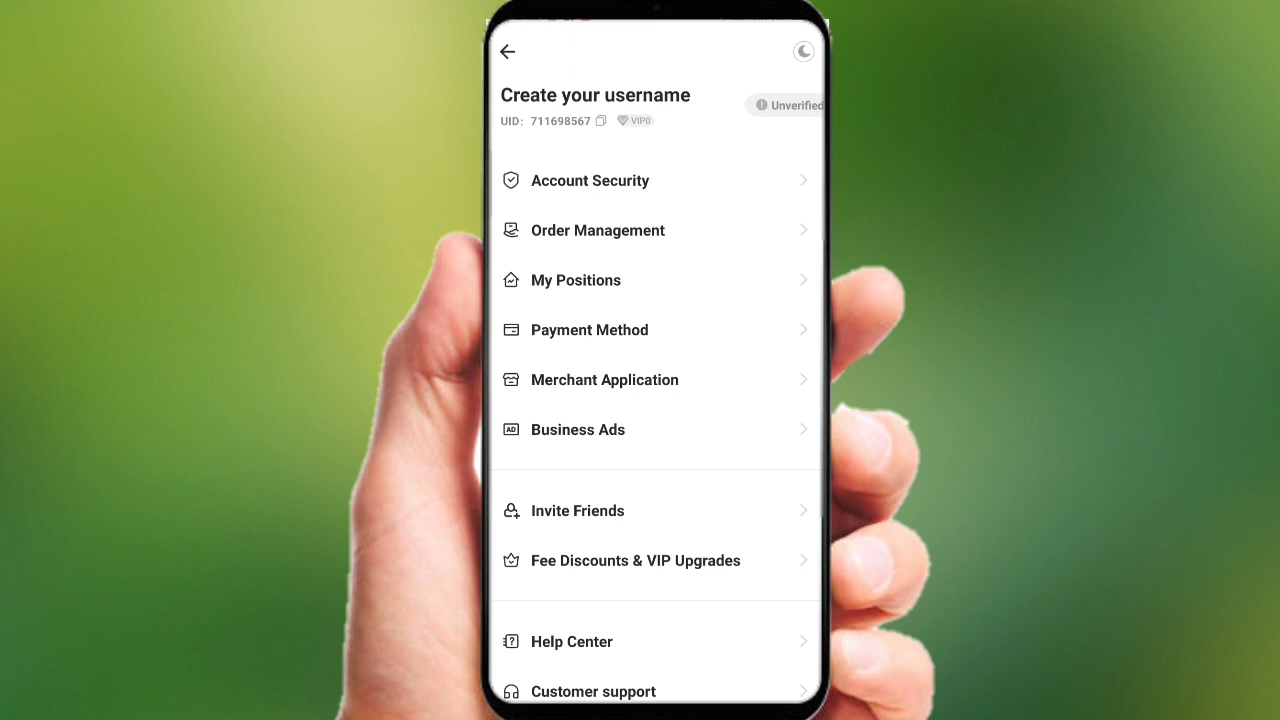 Create your username
Unverified
UID: 711698567 VIP0
Account Security
Order Management
My Positions
Payment Method
Merchant Application
AD Business Ads
Invite Friends
Fee Discounts & VIP Upgrades
Help Center
Customer support